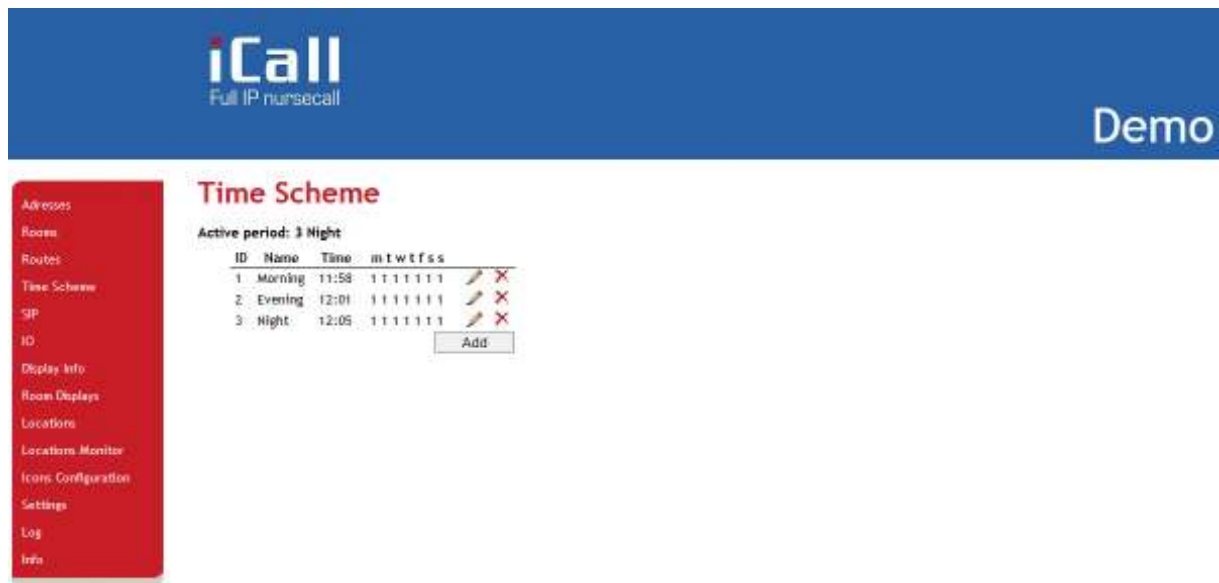 iCall
Full IP nursecall
Demo
Adresses
Rooms
Routes
Time Scheme
SIP
IO
Display Info
Room Displays
Locations
Locations Monitor
Icons Configuration
Settings
Log
Info
Time Scheme
Active period: 3 Night
ID Name Time m t w t f s s
1 Morning 11:58 1 1 1 1 1 1 1
2 Evening 12:01 1 1 1 1 1 1 1
3 Night 12:05 1 1 1 1 1 1 1
Add